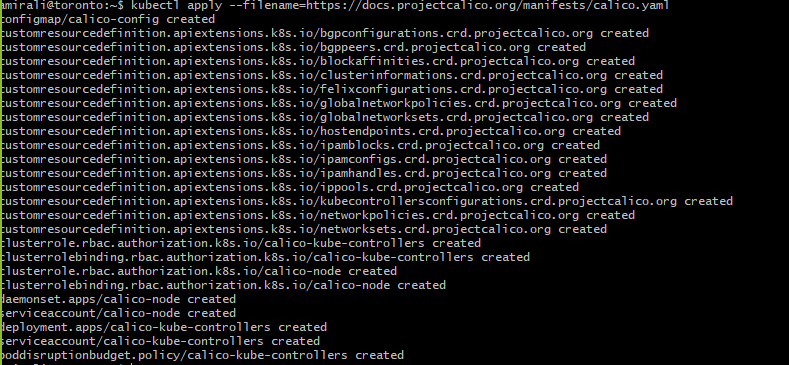 amirali@toronto:~$ kubectl apply --filename=https://docs.projectcalico.org/manifests/calico.yaml
configmap/calico-config created
customresourcedefinition.apiextensions.k8s.io/bgpconfigurations.crd.projectcalico.org created
customresourcedefinition.apiextensions.k8s.io/bgppeers.crd.projectcalico.org created
customresourcedefinition.apiextensions.k8s.io/blockaffinities.crd.projectcalico.org created
customresourcedefinition.apiextensions.k8s.io/clusterinformations.crd.projectcalico.org created
customresourcedefinition.apiextensions.k8s.io/felixconfigurations.crd.projectcalico.org created
customresourcedefinition.apiextensions.k8s.io/globalnetworkpolicies.crd.projectcalico.org created
customresourcedefinition.apiextensions.k8s.io/globalnetworksets.crd.projectcalico.org created
customresourcedefinition.apiextensions.k8s.io/hostendpoints.crd.projectcalico.org created
customresourcedefinition.apiextensions.k8s.io/ipamblocks.crd.projectcalico.org created
customresourcedefinition.apiextensions.k8s.io/ipamconfigs.crd.projectcalico.org created
customresourcedefinition.apiextensions.k8s.io/ipamhandles.crd.projectcalico.org created
customresourcedefinition.apiextensions.k8s.io/ippools.crd.projectcalico.org created
customresourcedefinition.apiextensions.k8s.io/kubecontrollersconfigurations.crd.projectcalico.org created
customresourcedefinition.apiextensions.k8s.io/networkpolicies.crd.projectcalico.org created
customresourcedefinition.apiextensions.k8s.io/networksets.crd.projectcalico.org created
clusterrole.rbac.authorization.k8s.io/calico-kube-controllers created
clusterrolebinding.rbac.authorization.k8s.io/calico-kube-controllers created
clusterrole.rbac.authorization.k8s.io/calico-node created
clusterrolebinding.rbac.authorization.k8s.io/calico-node created
daemonset.apps/calico-node created
serviceaccount/calico-node created
deployment.apps/calico-kube-controllers created
serviceaccount/calico-kube-controllers created
poddisruptionbudget.policy/calico-kube-controllers created